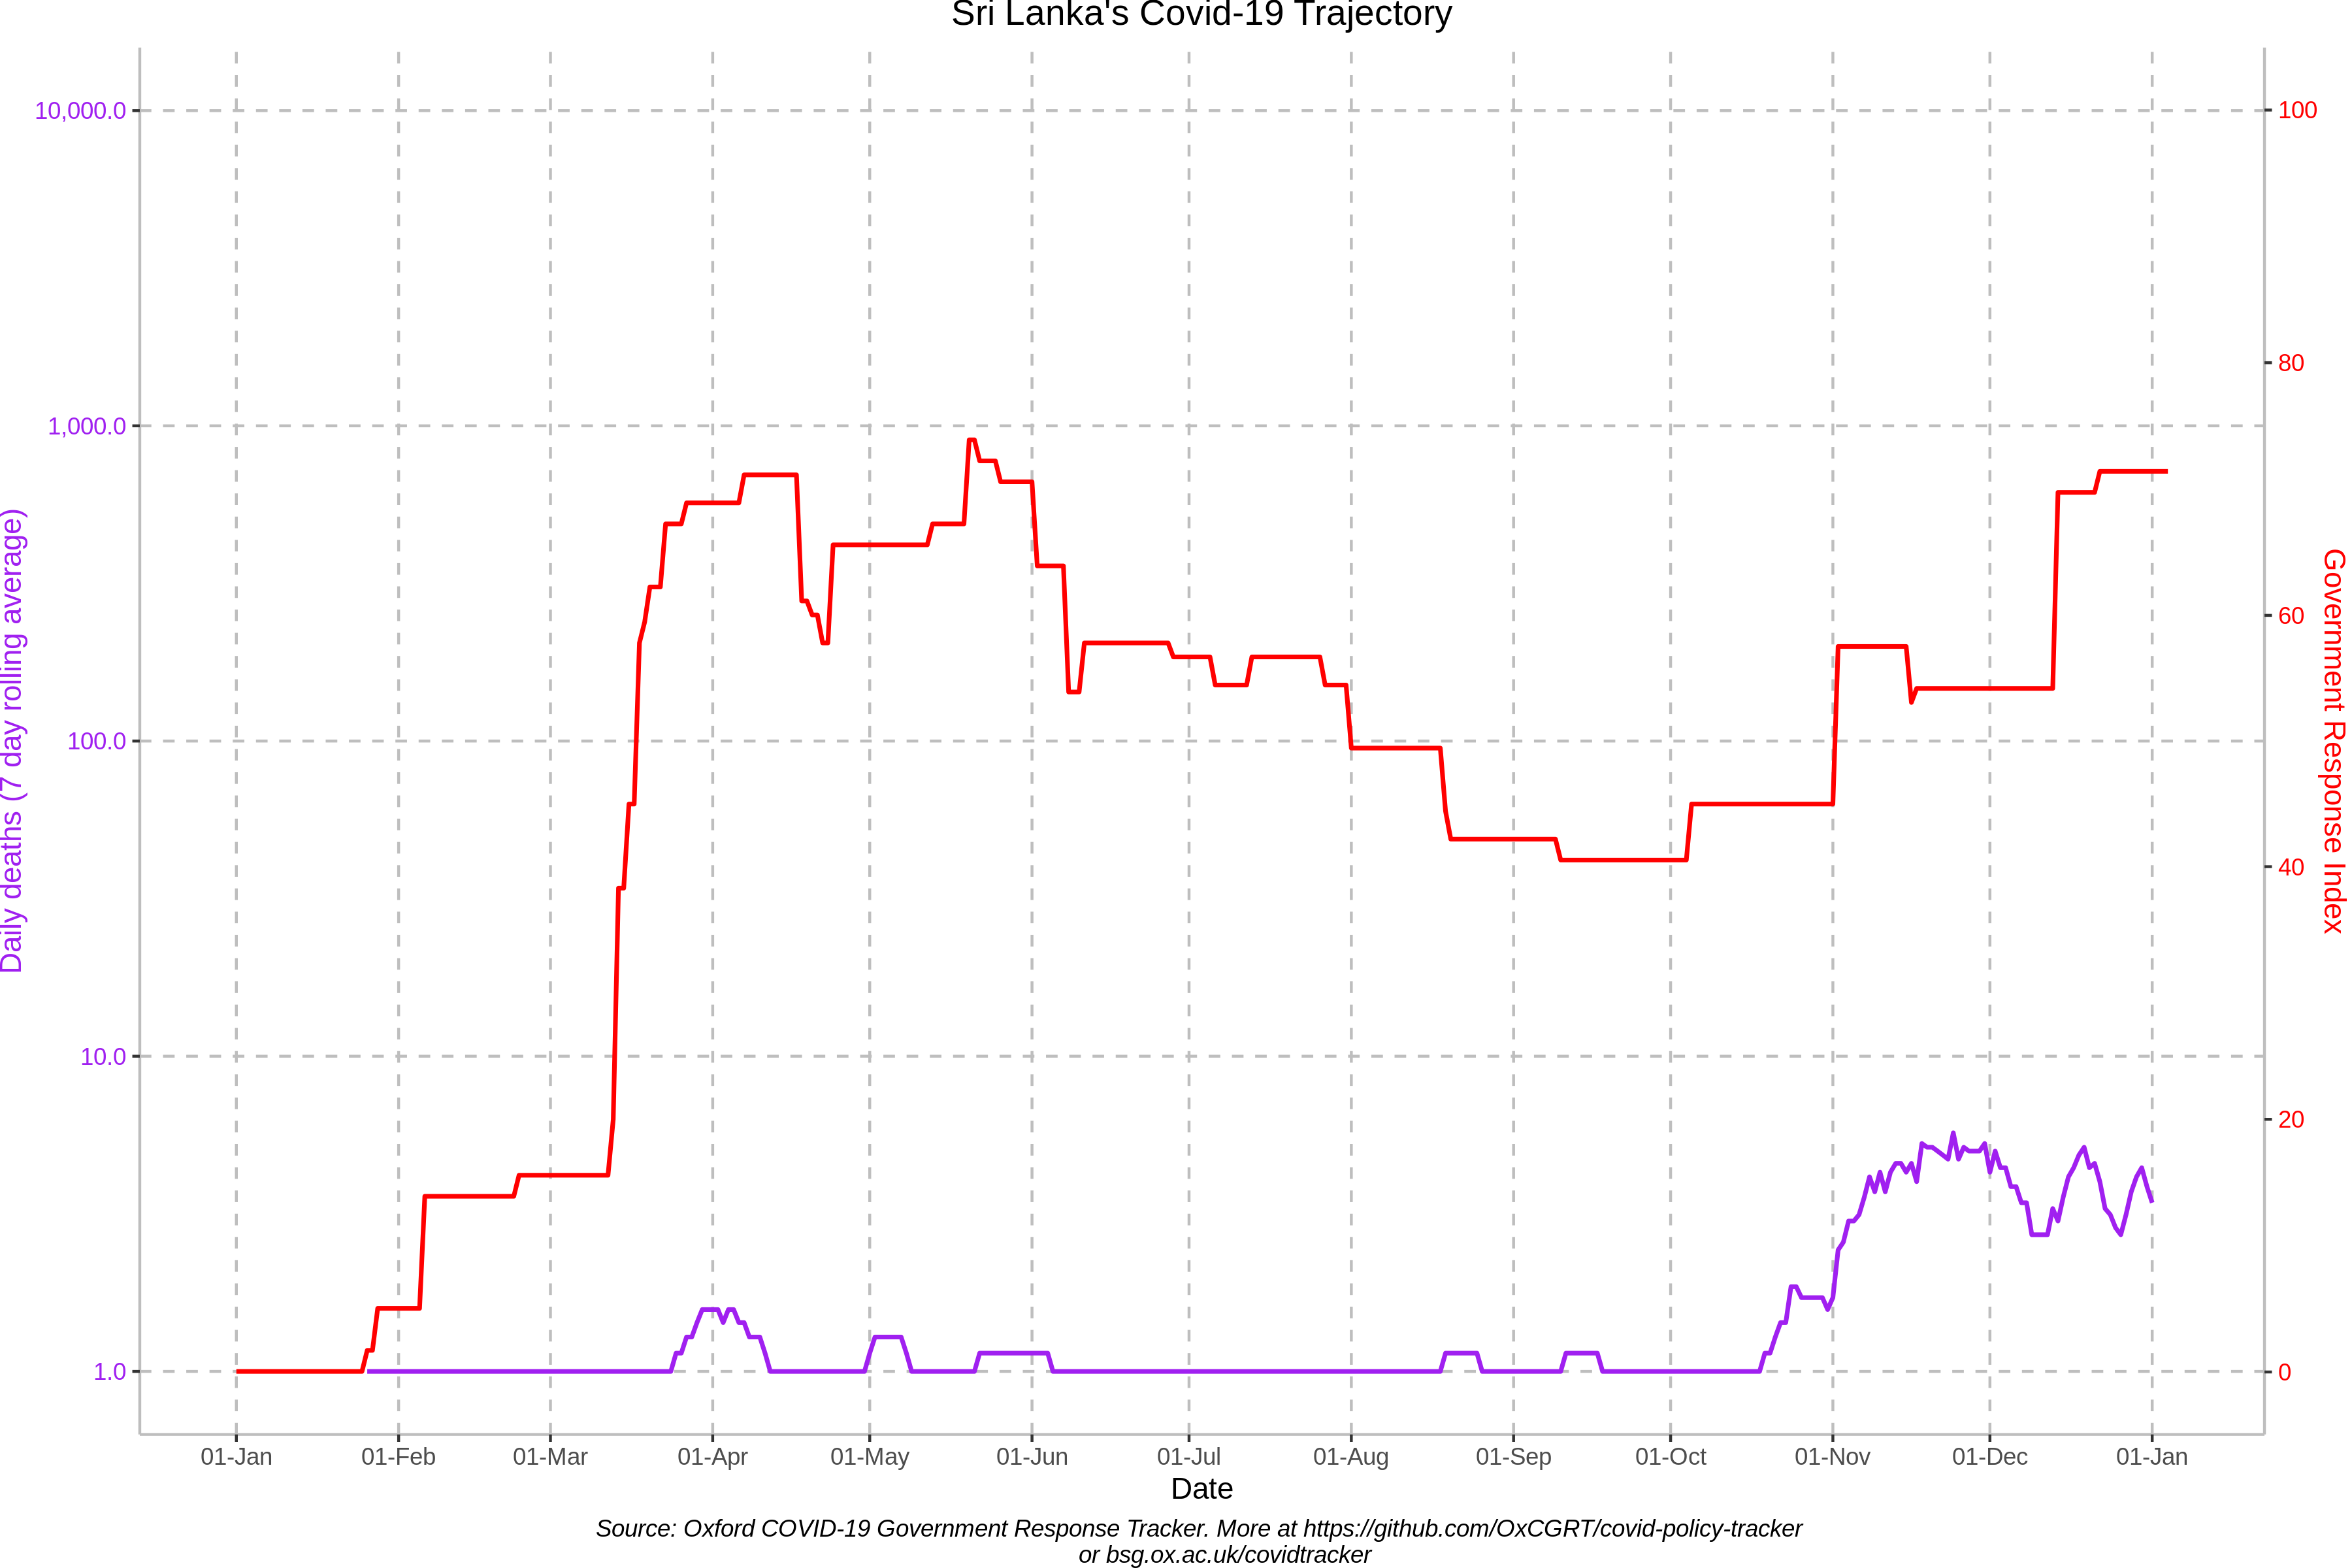 Sri Lanka's Covid-19 Trajectory
10,000.0
1,000.0
100.0
10.0
1.0
Daily deaths (7 day rolling average)
100
80
60
40
20
0
Government Response Index
01-Jan 01-Feb 01-Mar 01-Apr 01-May 01-Jun 01-Jul 01-Aug 01-Sep 01-Oct 01-Nov 01-Dec 01-Jan
Date
Source: Oxford COVID-19 Government Response Tracker. More at https://github.com/OxCGRT/covid-policy-tracker
or bsg.ox.ac.uk/covidtracker